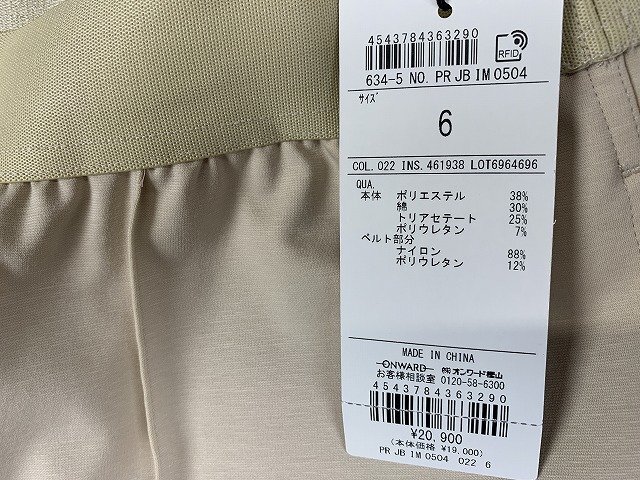 4543784363290
RFID
634-5 NO. PR JB IM 0504
サイズ
6
COL. 022 INS. 461938 LOT6964696
QUA.
本体 ポリエステル 38%
綿 30%
トリアセテート 25%
ポリウレタン 7%
ベルト部分
ナイロン 88%
ポリウレタン 12%
MADE IN CHINA
ONWARD ㈱オンワード樫山
お客様相談室 0120-58-6300
4543784363290
¥20,900
(本体価格 ¥19,000)
PR JB IM 0504 022 6